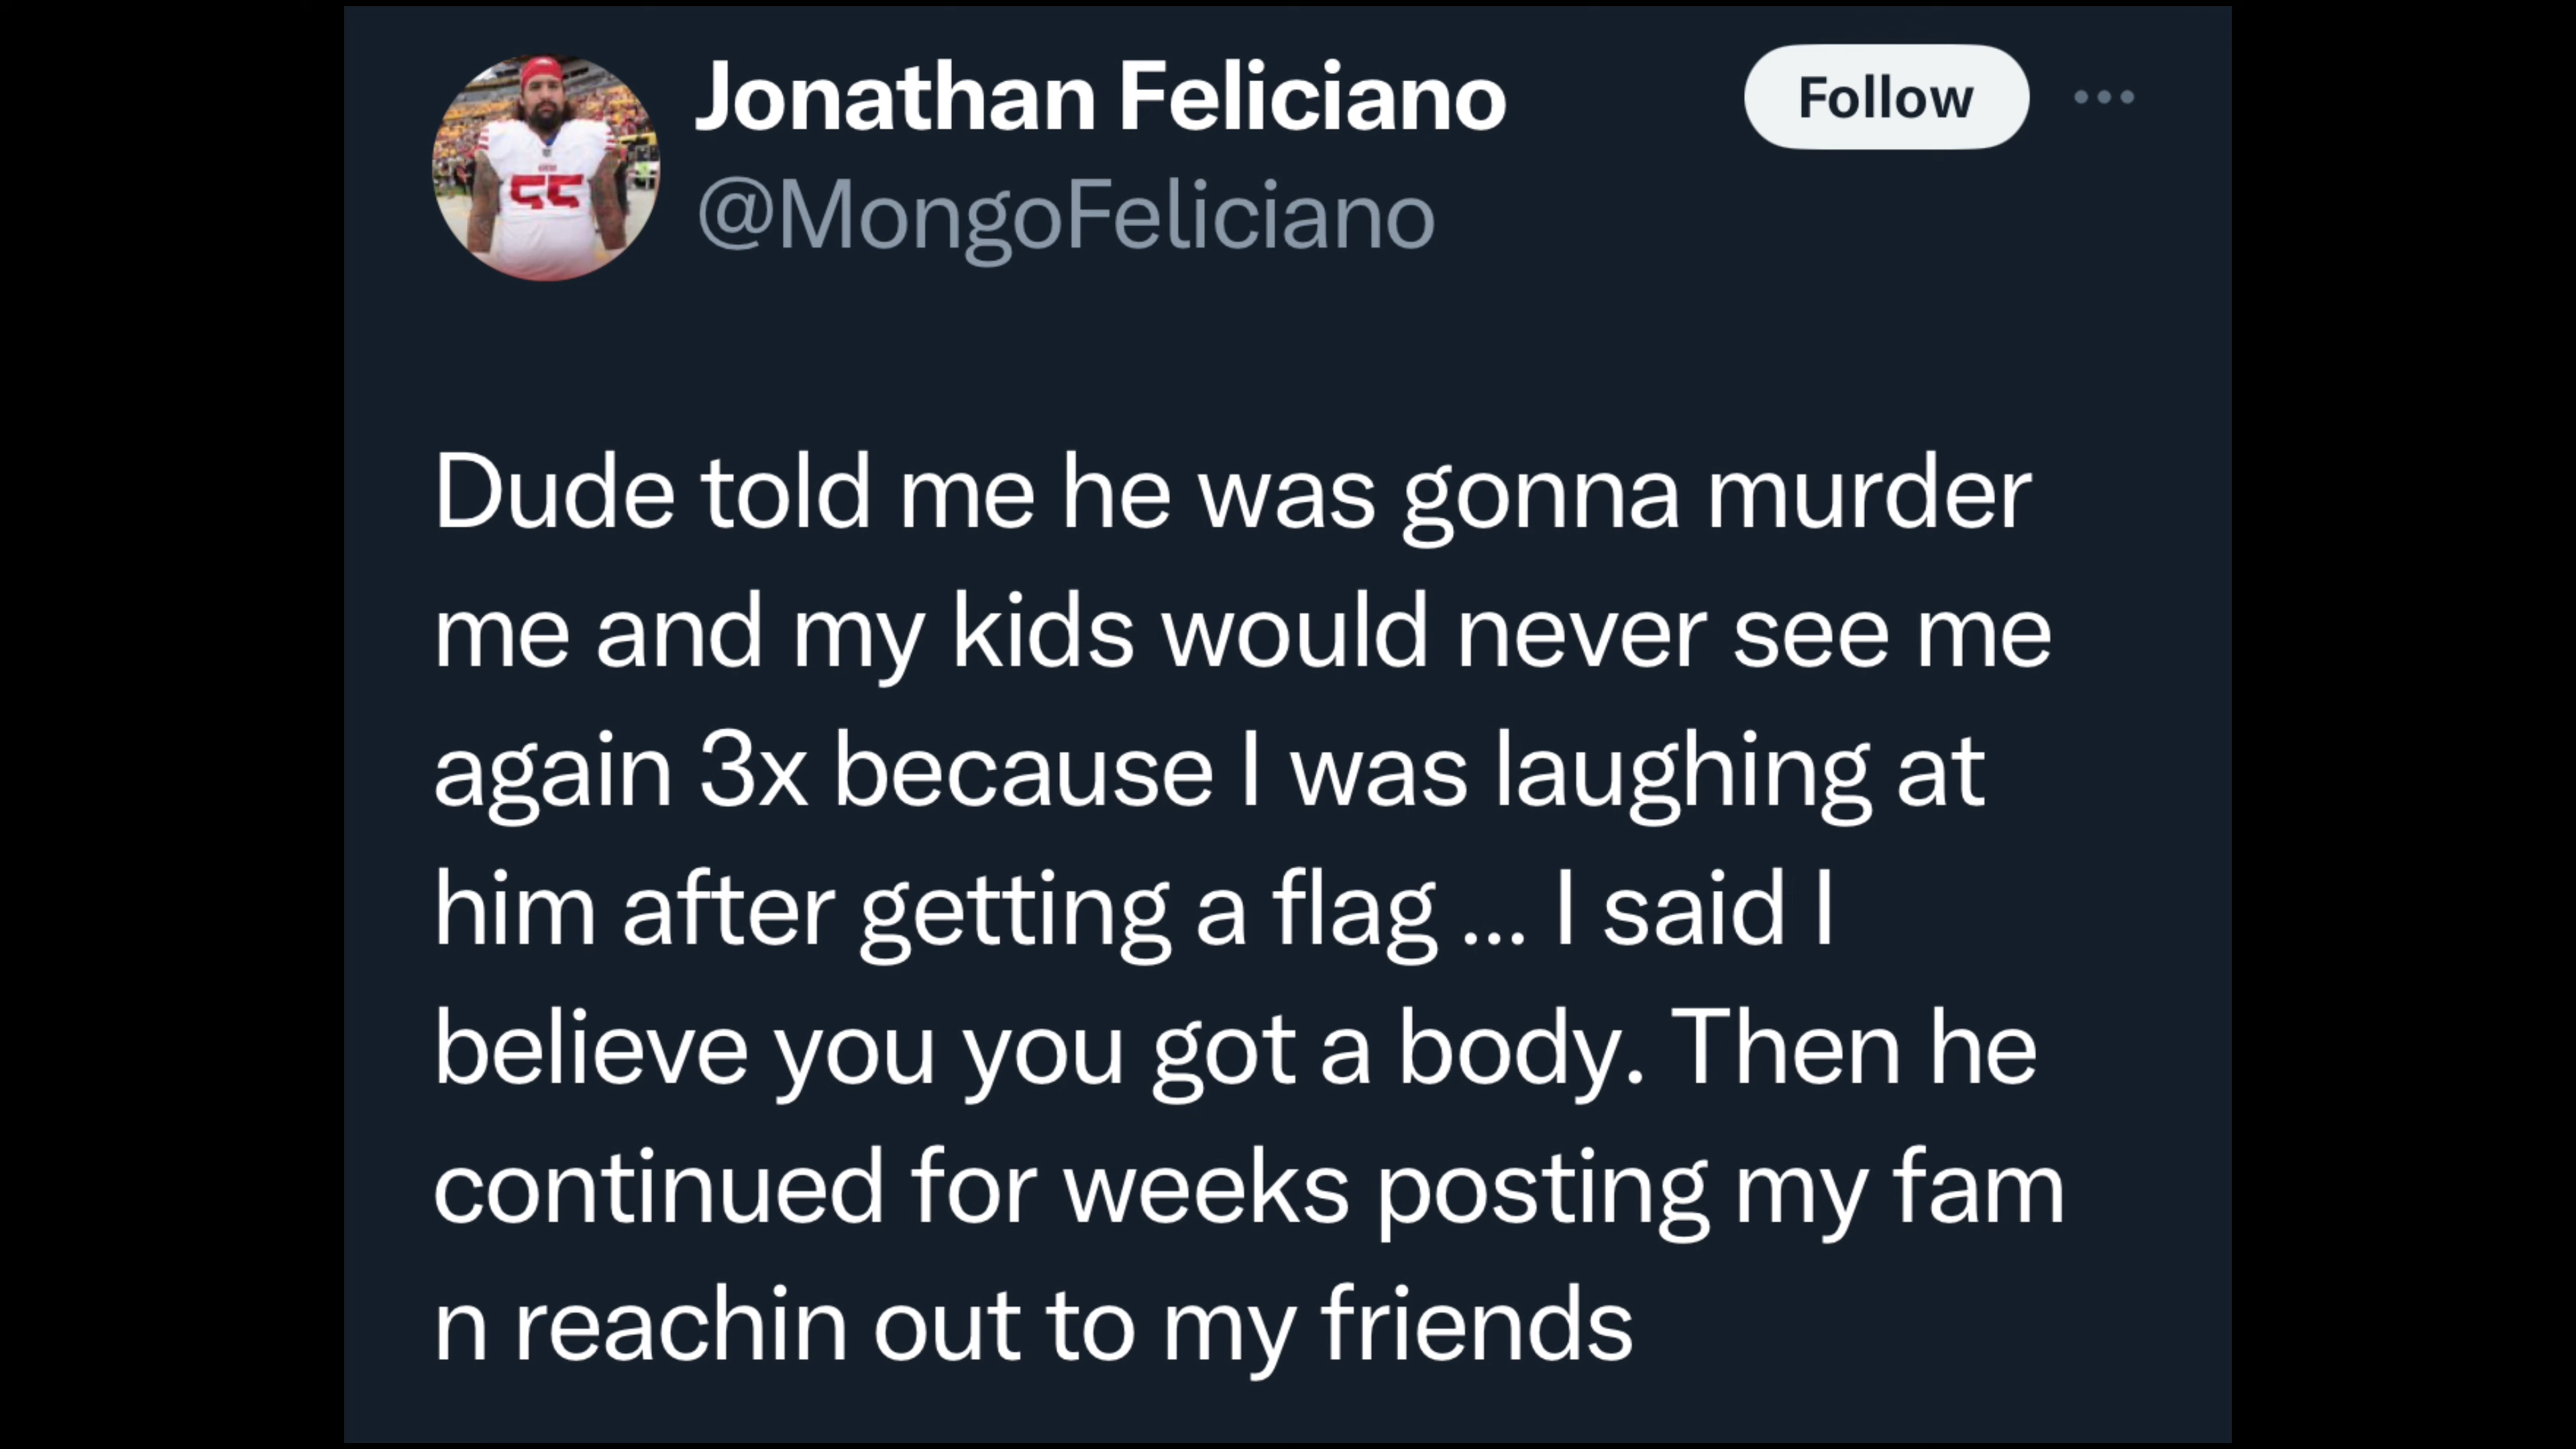 Jonathan Feliciano
Follow
@MongoFeliciano
55
Dude told me he was gonna murder
me and my kids would never see me
again 3x because I was laughing at
him after getting a flag ... I said I
believe you you got a body. Then he
continued for weeks posting my fam
n reachin out to my friends